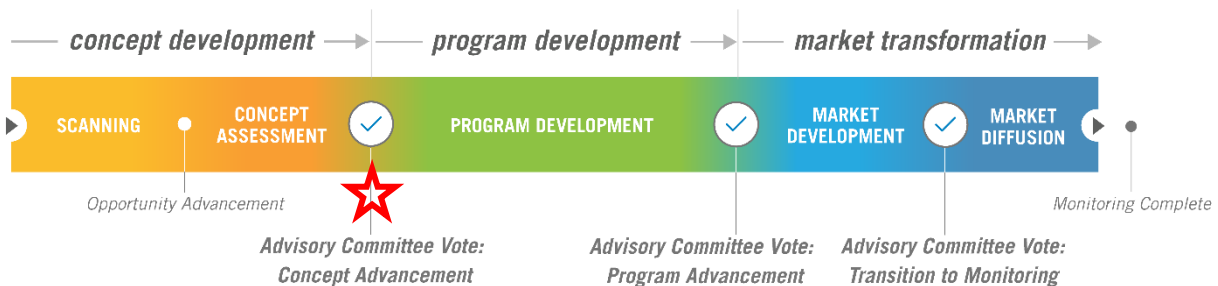 concept development
program development
market transformation
SCANNING
CONCEPT
ASSESSMENT
PROGRAM DEVELOPMENT
MARKET
DEVELOPMENT
MARKET
DIFFUSION
Opportunity Advancement
Monitoring Complete
Advisory Committee Vote:
Concept Advancement
Advisory Committee Vote:
Program Advancement
Advisory Committee Vote:
Transition to Monitoring